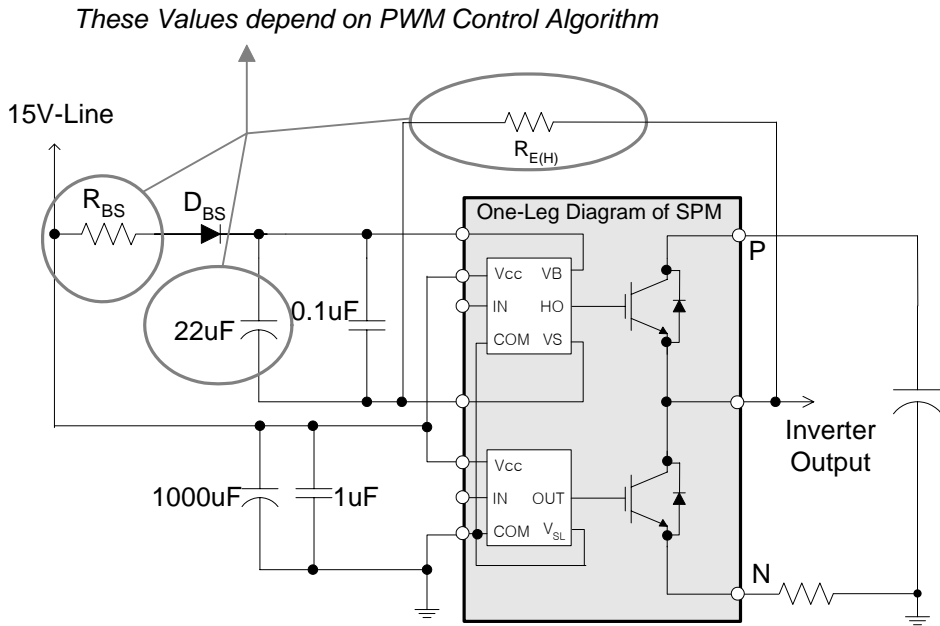 These Values depend on PWM Control Algorithm
15V-Line
R_E(H)
R_BS
D_BS
One-Leg Diagram of SPM
P
Vcc VB
IN HO
COM VS
22uF
0.1uF
Inverter
Output
Vcc
IN OUT
COM V_SL
1000uF
1uF
N